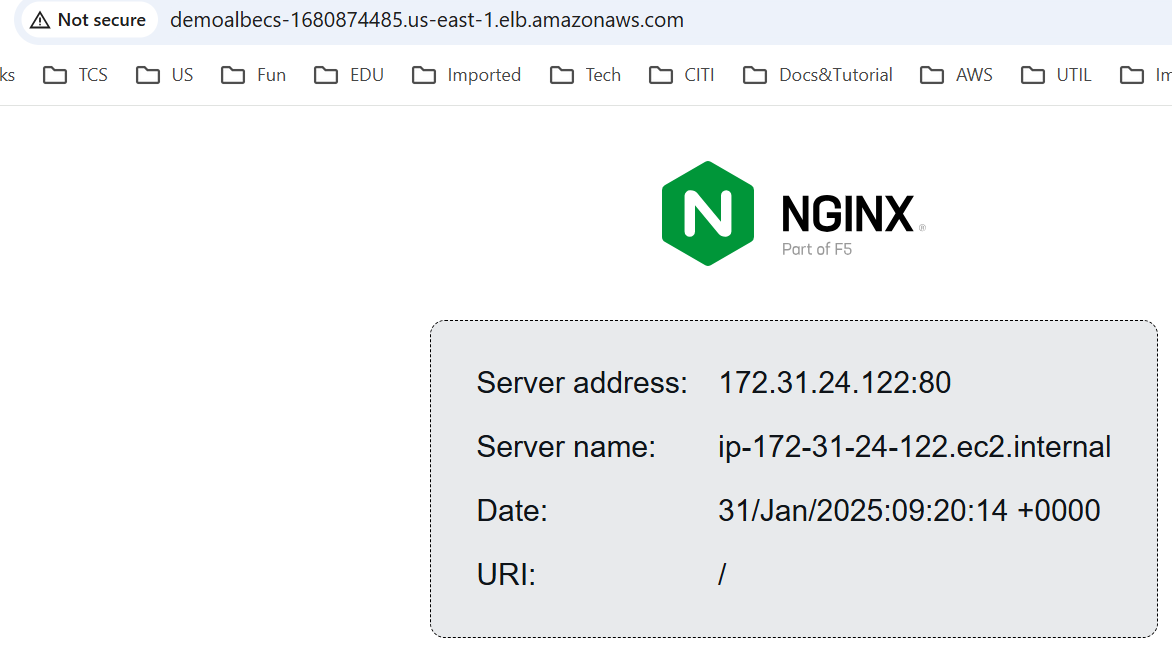 Not secure demoalbecs-1680874485.us-east-1.elb.amazonaws.com
ks TCS US Fun EDU Imported Tech CITI Docs&Tutorial AWS UTIL Im
N NGINX®
Part of F5
Server address: 172.31.24.122:80
Server name: ip-172-31-24-122.ec2.internal
Date: 31/Jan/2025:09:20:14 +0000
URI: /